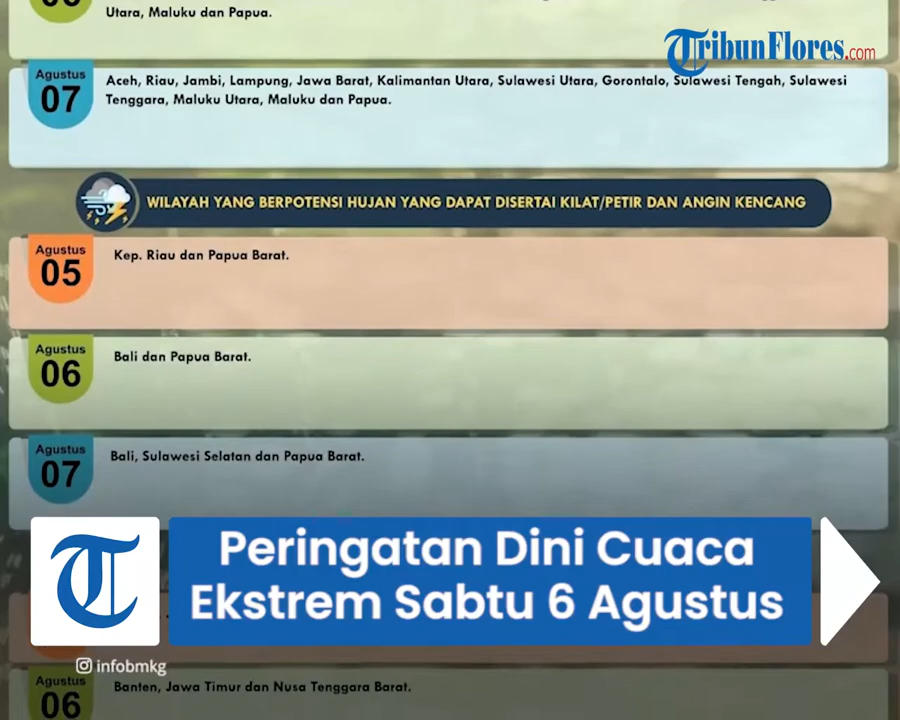 Utara, Maluku dan Papua.
TribunFlores.com
Agustus
07
Aceh, Riau, Jambi, Lampung, Jawa Barat, Kalimantan Utara, Sulawesi Utara, Gorontalo, Sulawesi Tengah, Sulawesi
Tenggara, Maluku Utara, Maluku dan Papua.
WILAYAH YANG BERPOTENSI HUJAN YANG DAPAT DISERTAI KILAT/PETIR DAN ANGIN KENCANG
Agustus
05
Kep. Riau dan Papua Barat.
Agustus
06
Bali dan Papua Barat.
Agustus
07
Bali, Sulawesi Selatan dan Papua Barat.
T
Peringatan Dini Cuaca
Ekstrem Sabtu 6 Agustus
infobmkg
Agustus
06
Banten, Jawa Timur dan Nusa Tenggara Barat.